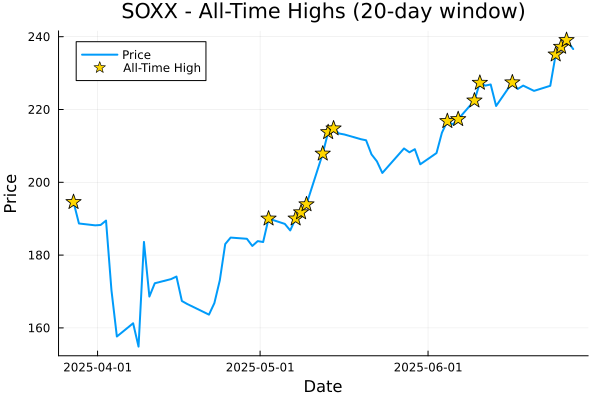 SOXX - All-Time Highs (20-day window)
240
220
200
180
160
Price
Price
All-Time High
2025-04-01
2025-05-01
2025-06-01
Date